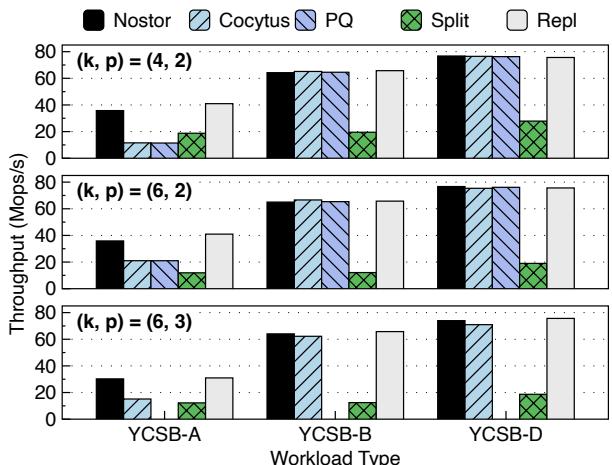 Nostor Cocytus PQ Split Repl
(k, p) = (4, 2)
80
60
40
20
0
(k, p) = (6, 2)
80
60
40
20
0
(k, p) = (6, 3)
80
60
40
20
0
Throughput (Mops/s)
YCSB-A YCSB-B YCSB-D
Workload Type